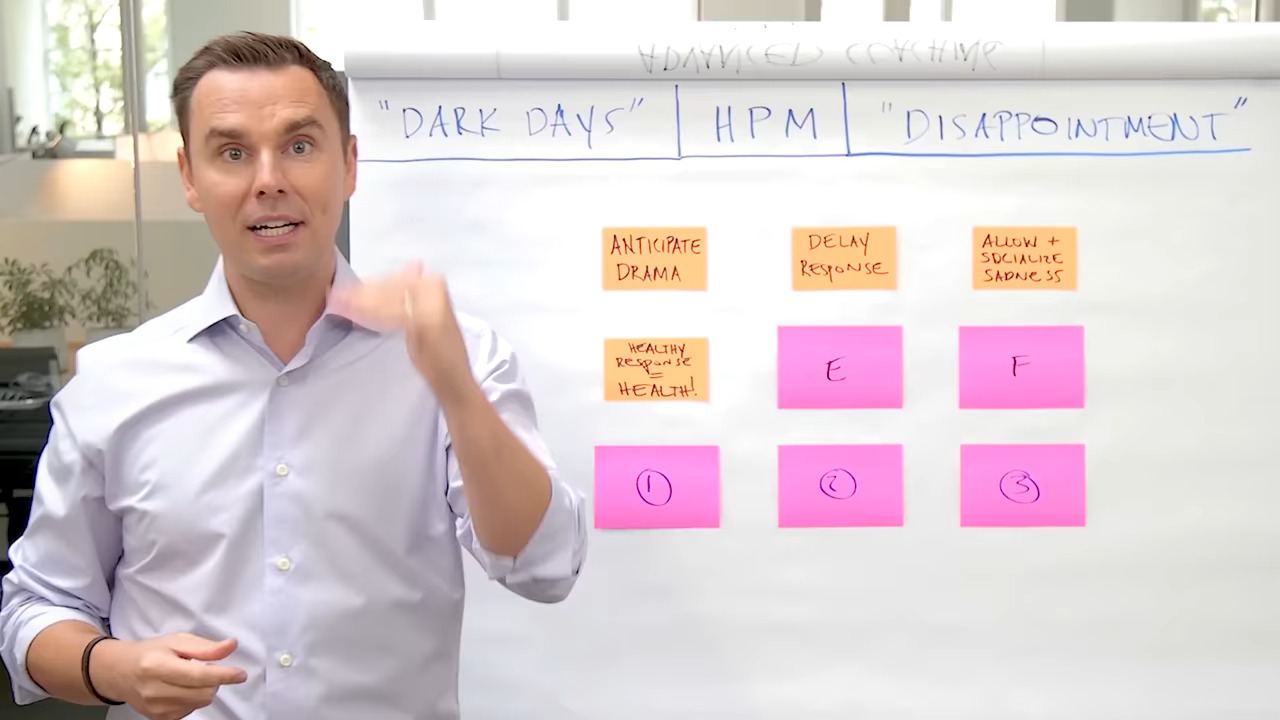 ADVANCED COACHING
"DARK DAYS" HPM "DISAPPOINTMENT"
ANTICIPATE
DRAMA
DELAY
RESPONSE
ALLOW +
SOCIALIZE
SADNESS
HEALTHY
RESPONSE
=
HEALTH!
E
F
1
2
3